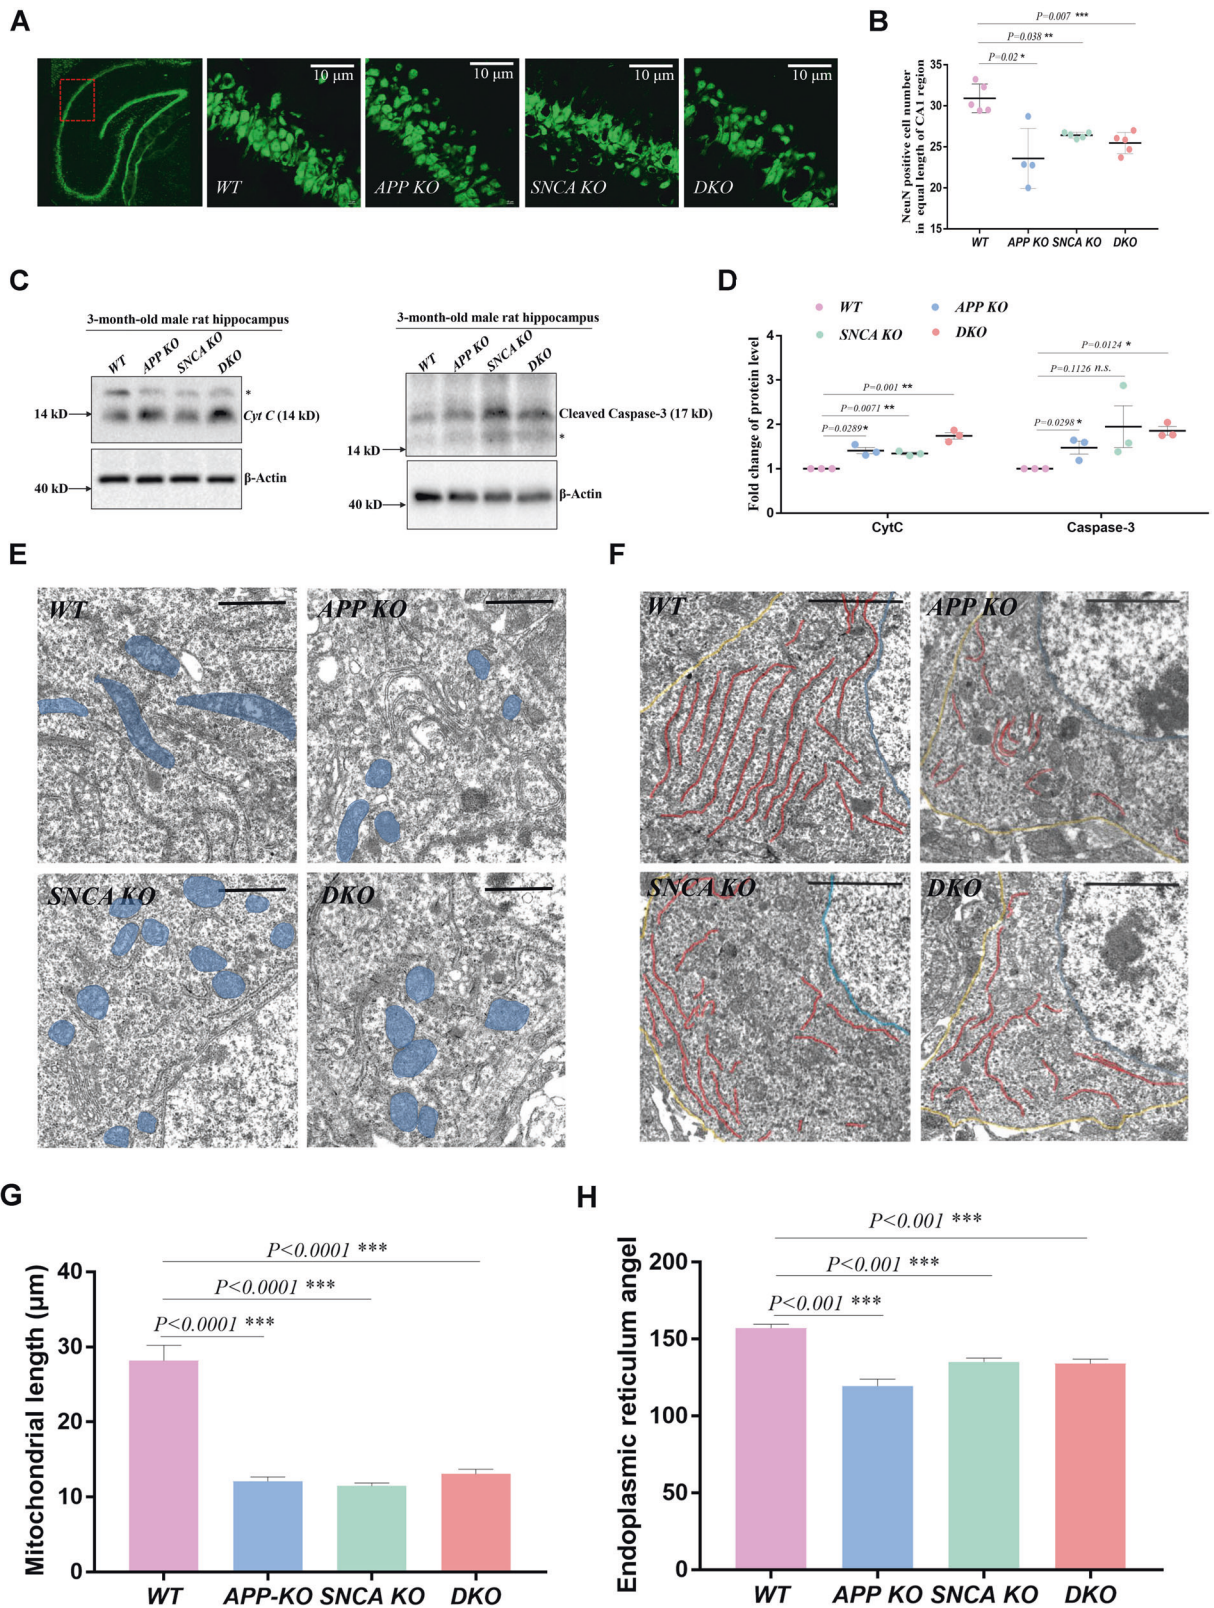 A
10 μm
10 μm
10 μm
10 μm
WT
APP KO
SNCA KO
DKO
B
P=0.007 ***
P=0.038 **
P=0.02 *
NeuN positive cell number
in equal length of CA1 region
35
30
25
20
15
WT
APP KO
SNCA KO
DKO
C
3-month-old male rat hippocampus
WT
APP KO
SNCA KO
DKO
*
14 kD
Cyt C (14 kD)
β-Actin
40 kD
3-month-old male rat hippocampus
WT
APP KO
SNCA KO
DKO
Cleaved Caspase-3 (17 kD)
*
14 kD
β-Actin
40 kD
D
WT
APP KO
SNCA KO
DKO
Fold change of protein level
4
3
2
1
0
P=0.001 **
P=0.0071 **
P=0.0289*
P=0.0124 *
P=0.1126 n.s.
P=0.0298 *
CytC
Caspase-3
E
WT
APP KO
SNCA KO
DKO
F
WT
APP KO
SNCA KO
DKO
G
P<0.0001 ***
P<0.0001 ***
P<0.0001 ***
Mitochondrial length (μm)
40
30
20
10
0
WT
APP-KO
SNCA KO
DKO
H
P<0.001 ***
P<0.001 ***
P<0.001 ***
Endoplasmic reticulum angel
200
150
100
50
0
WT
APP KO
SNCA KO
DKO